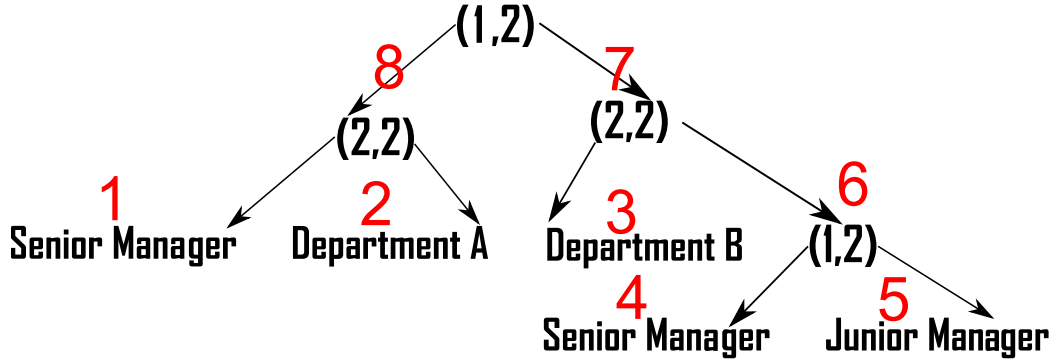 (1,2)
8 7
(2,2) (2,2)
1 2 3 6
Senior Manager Department A Department B (1,2)
4 5
Senior Manager Junior Manager